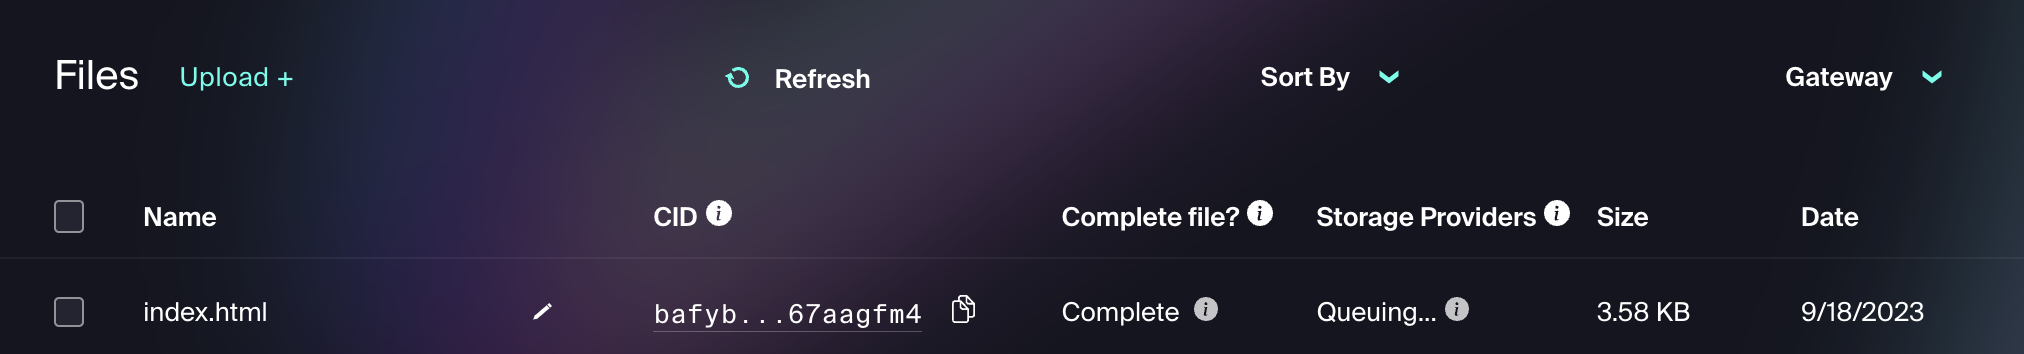 Files Upload + Refresh Sort By Gateway
Name CID i Complete file? i Storage Providers i Size Date
index.html bafyb...67aagfm4 Complete i Queuing... i 3.58 KB 9/18/2023